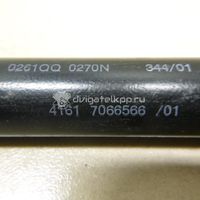 0261QQ 0270N 344/01
dvigatelkpp.ru
4161 7066566 /01